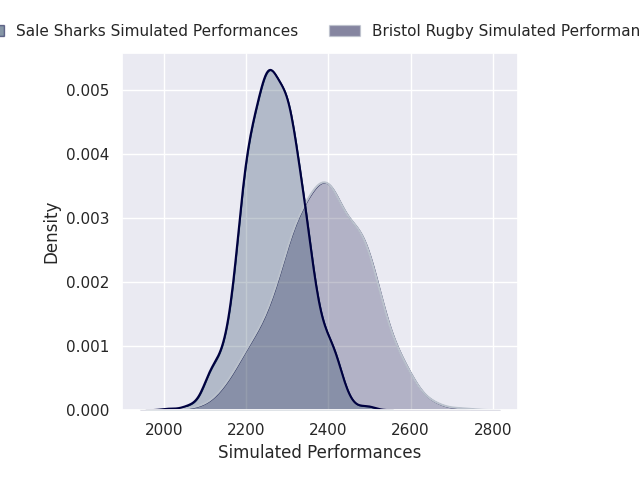 Sale Sharks Simulated Performances
Bristol Rugby Simulated Performan
0.005
0.004
0.003
0.002
0.001
0.000
Density
2000 2200 2400 2600 2800
Simulated Performances